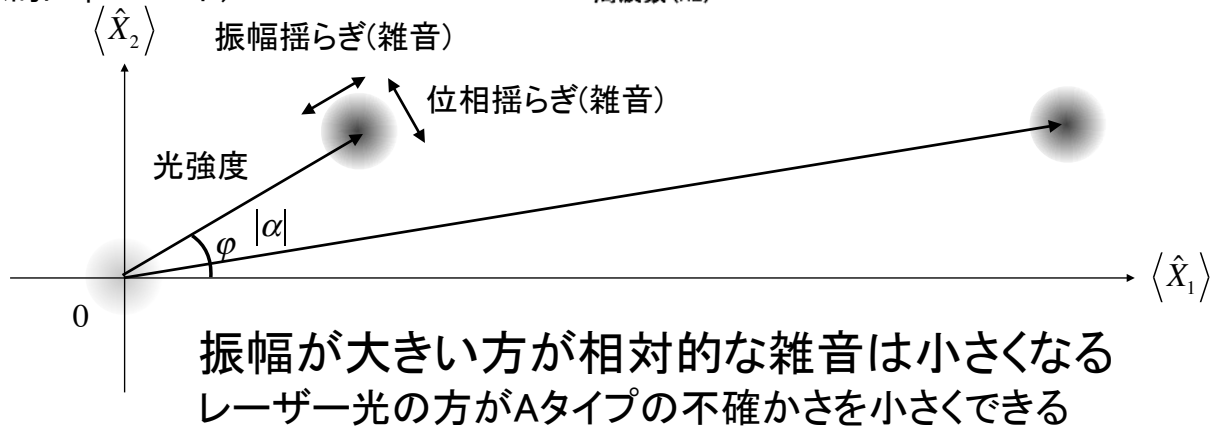 ⟨X̂₂⟩
振幅揺らぎ(雑音)
位相揺らぎ(雑音)
光強度
φ
|α|
⟨X̂₁⟩
0
振幅が大きい方が相対的な雑音は小さくなる
レーザー光の方がAタイプの不確かさを小さくできる